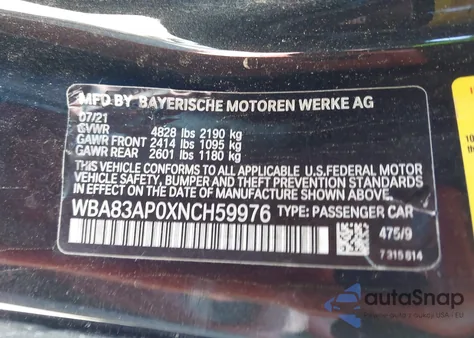 MFD BY BAYERISCHE MOTOREN WERKE AG
07/21
GVWR 4828 lbs 2190 kg
GAWR FRONT 2414 lbs 1095 kg
GAWR REAR 2601 lbs 1180 kg
THIS VEHICLE CONFORMS TO ALL APPLICABLE U.S. FEDERAL MOTOR
VEHICLE SAFETY, BUMPER, AND THEFT PREVENTION STANDARDS IN
EFFECT ON THE DATE OF MANUFACTURE SHOWN ABOVE.
WBA83AP0XNCH59976 TYPE: PASSENGER CAR
475/9
7 315 614
autoSnap